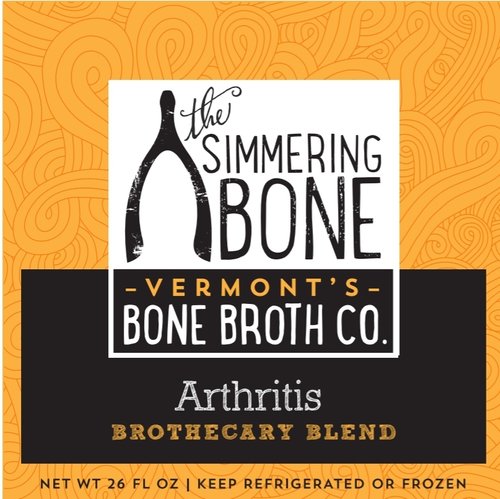 the
SIMMERING
BONE
-VERMONT'S-
BONE BROTH CO.
Arthritis
BROTHECARY BLEND
NET WT 26 FL OZ | KEEP REFRIGERATED OR FROZEN